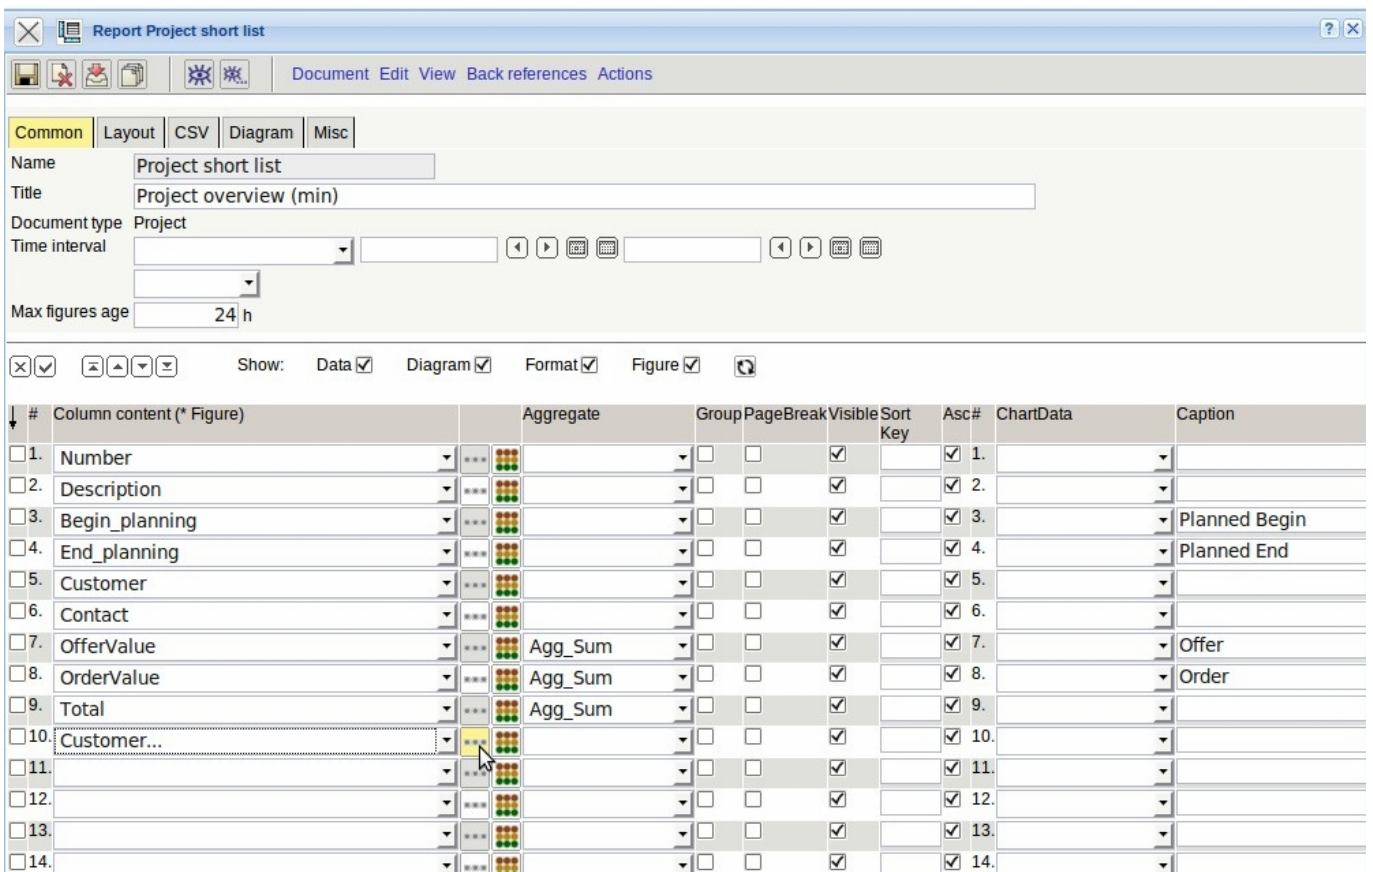 Report Project short list ?
Document Edit View Back references Actions
Common Layout CSV Diagram Misc
Name Project short list
Title Project overview (min)
Document type Project
Time interval
Max figures age 24 h
Show: Data Diagram Format Figure
# Column content (* Figure) Aggregate Group PageBreak Visible Sort Key Asc # ChartData Caption
1. Number 1.
2. Description 2.
3. Begin_planning 3. Planned Begin
4. End_planning 4. Planned End
5. Customer 5.
6. Contact 6.
7. OfferValue Agg_Sum 7. Offer
8. OrderValue Agg_Sum 8. Order
9. Total Agg_Sum 9.
10. Customer... 10.
11. 11.
12. 12.
13. 13.
14. 14.